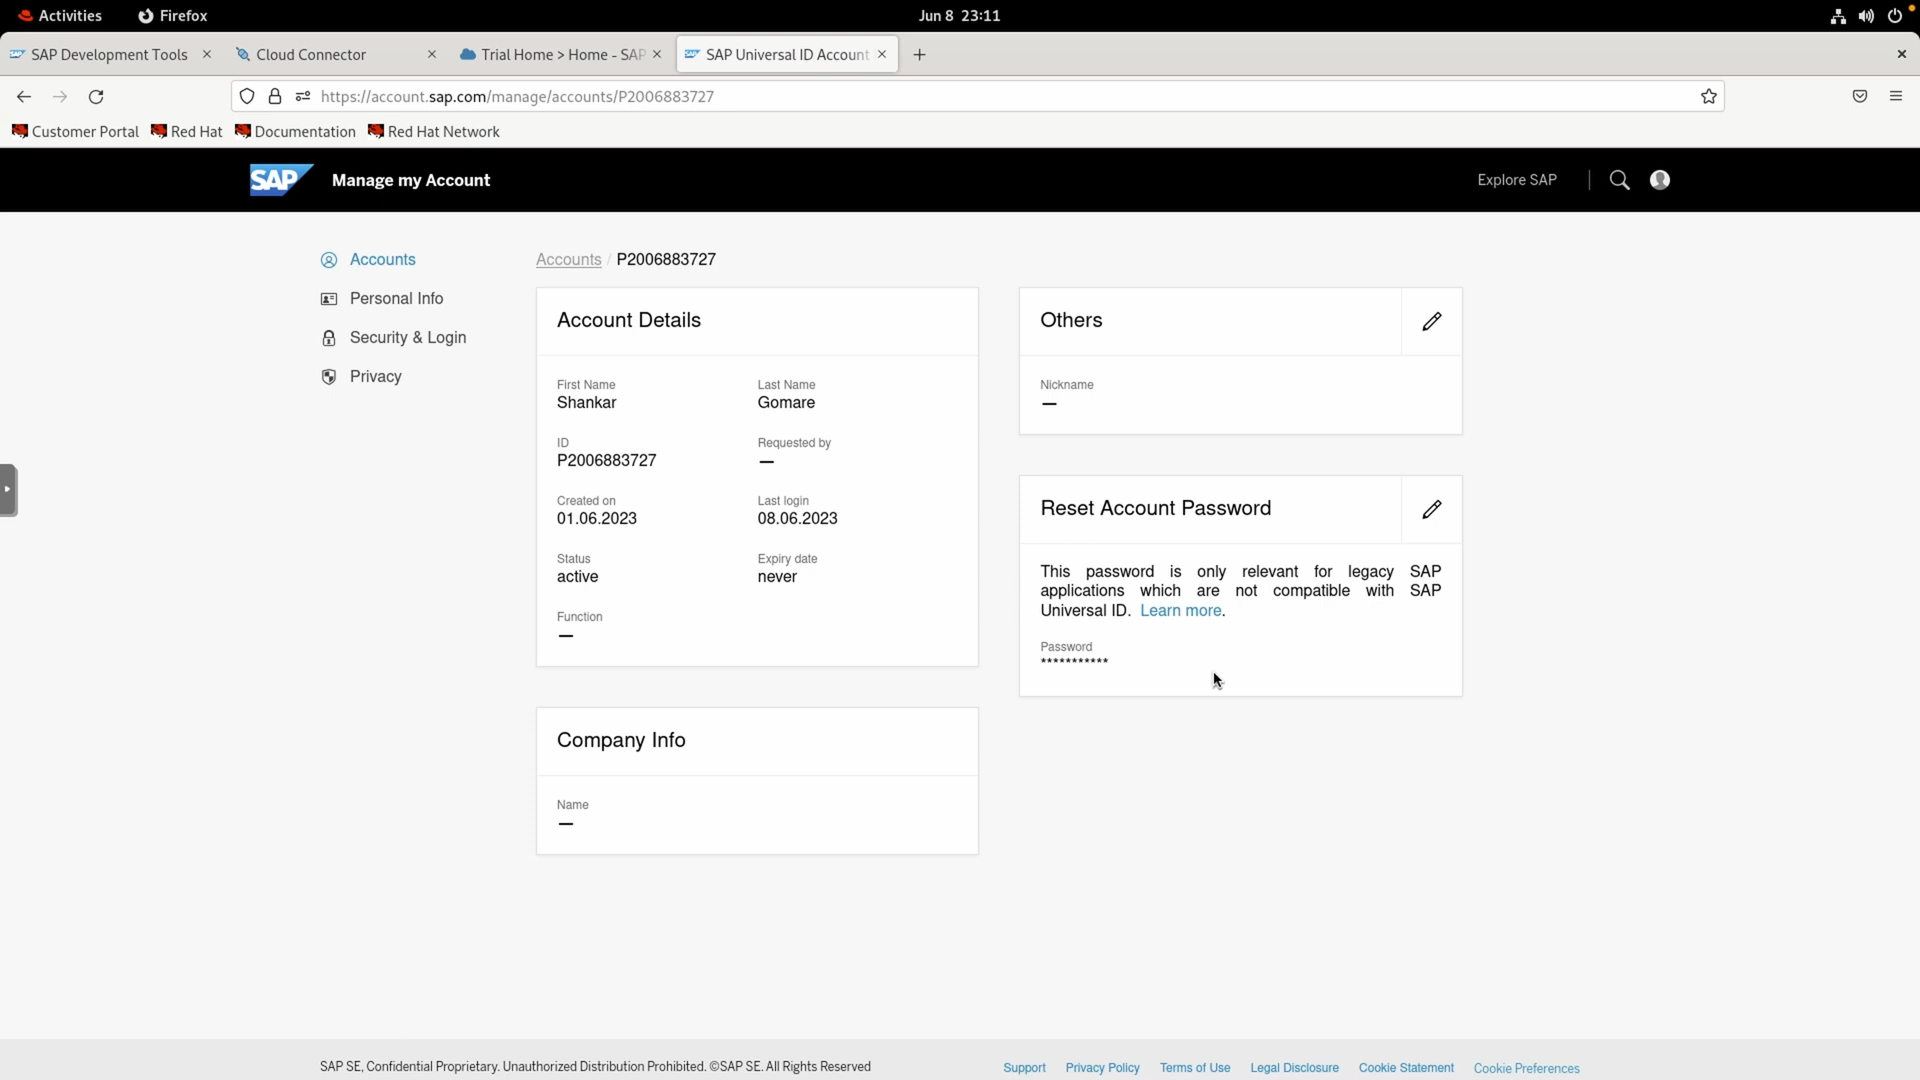 Activities
Firefox
Jun 8 23:11
SAP Development Tools
Cloud Connector
Trial Home > Home - SAP
SAP Universal ID Account
https://account.sap.com/manage/accounts/P2006883727
Customer Portal
Red Hat
Documentation
Red Hat Network
SAP
Manage my Account
Explore SAP
Accounts
Personal Info
Security & Login
Privacy
Accounts / P2006883727
Account Details
First Name
Shankar
Last Name
Gomare
ID
P2006883727
Requested by
—
Created on
01.06.2023
Last login
08.06.2023
Status
active
Expiry date
never
Function
—
Company Info
Name
—
Others
Nickname
—
Reset Account Password
This password is only relevant for legacy SAP
applications which are not compatible with SAP
Universal ID. Learn more.
Password
***********
SAP SE, Confidential Proprietary. Unauthorized Distribution Prohibited. ©SAP SE. All Rights Reserved
Support
Privacy Policy
Terms of Use
Legal Disclosure
Cookie Statement
Cookie Preferences